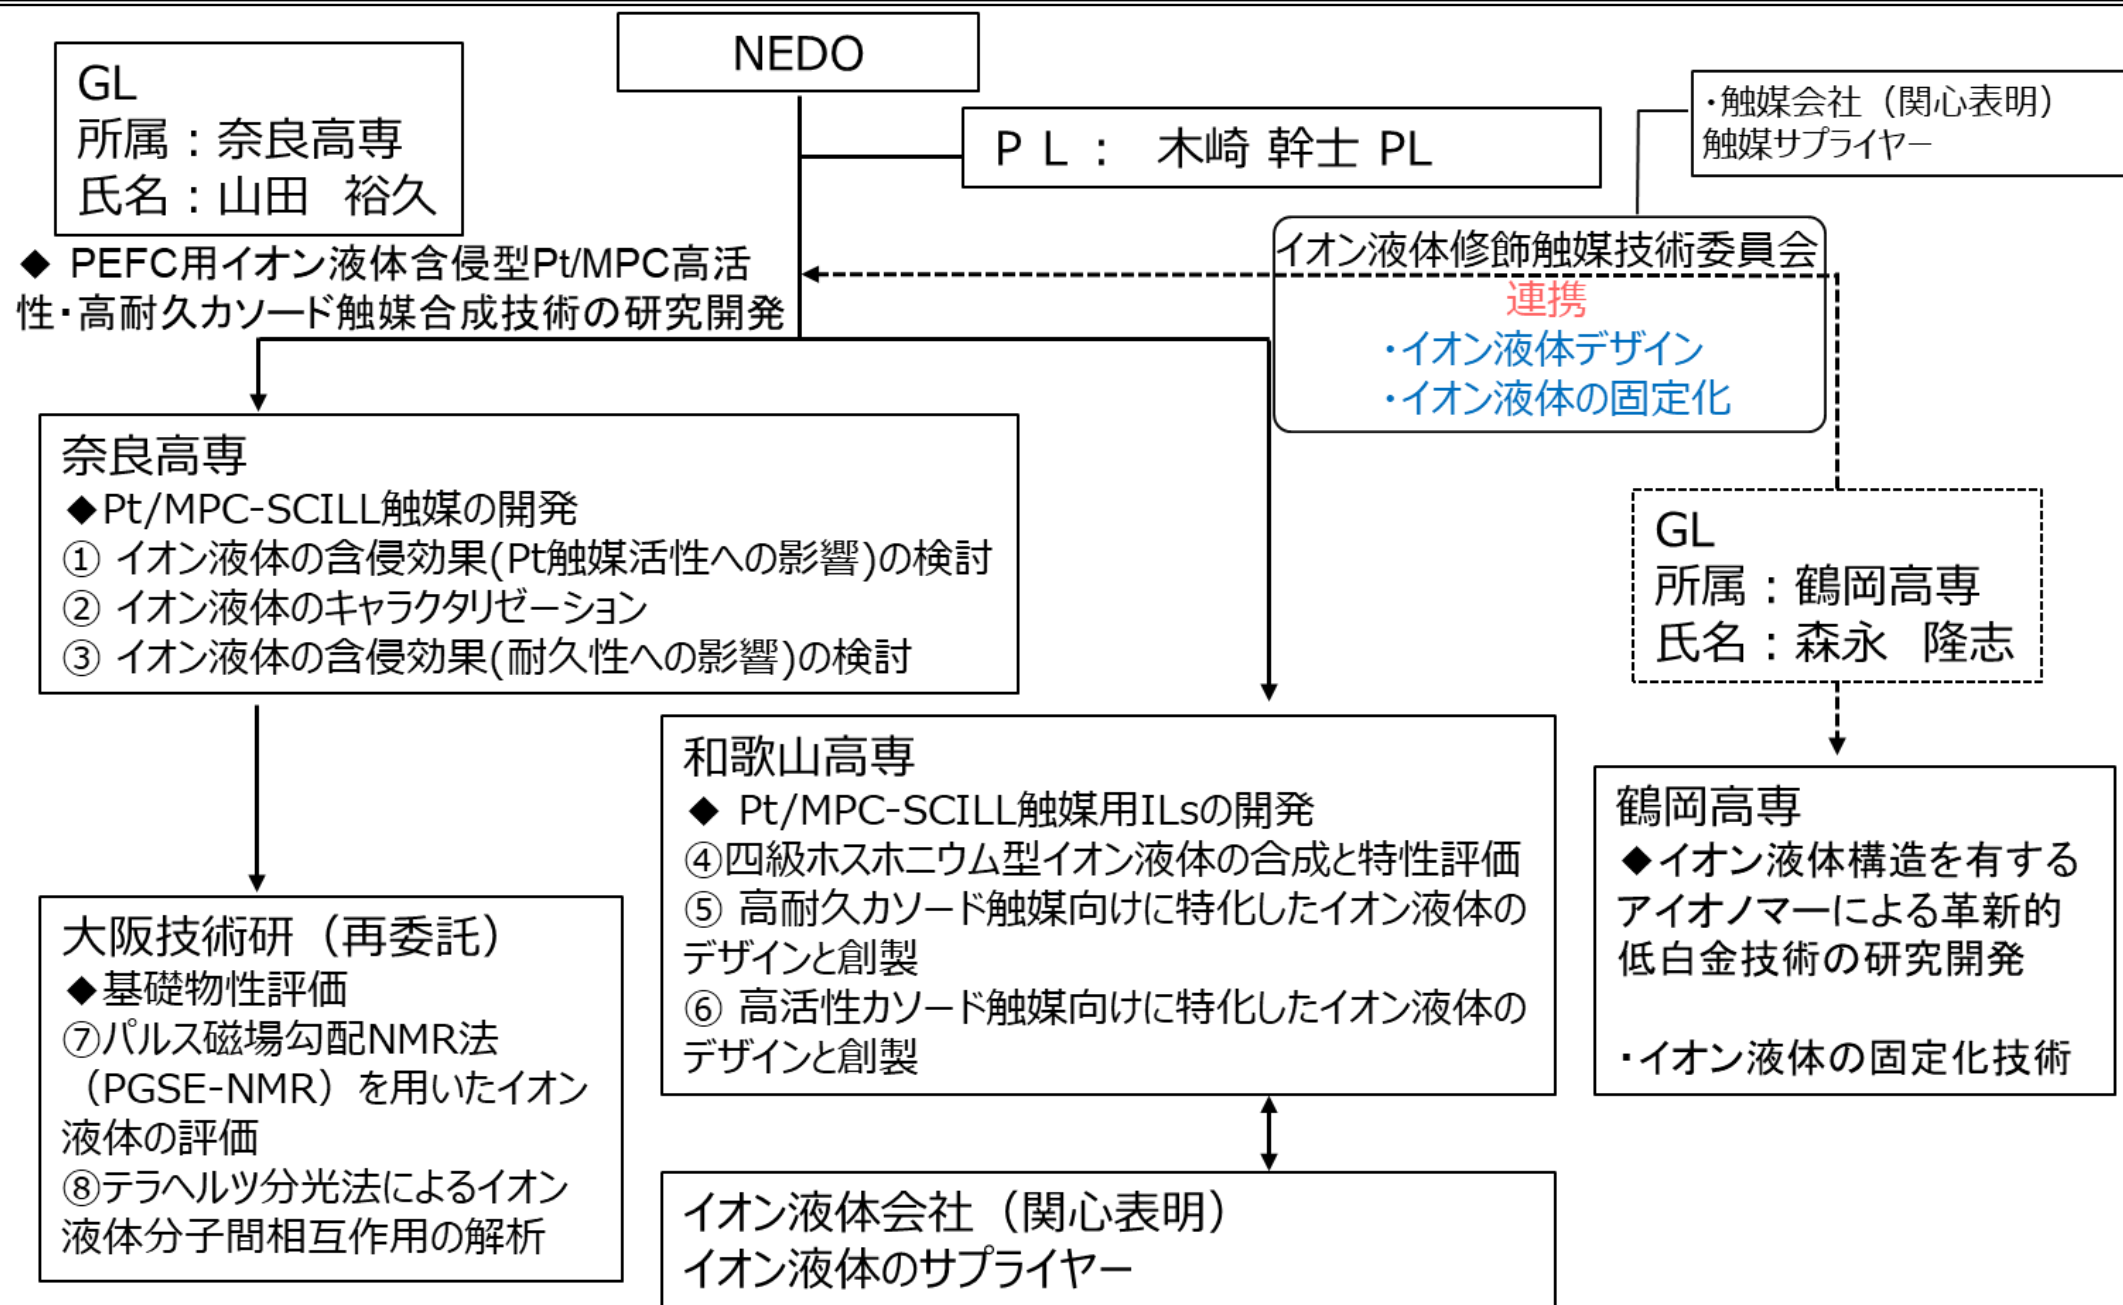 NEDO
GL
所属：奈良高専
氏名：山田　裕久
ＰＬ：　木崎 幹士 PL
・触媒会社（関心表明）
触媒サプライヤー
◆ PEFC用イオン液体含侵型Pt/MPC高活
性・高耐久カソード触媒合成技術の研究開発
イオン液体修飾触媒技術委員会
連携
・イオン液体デザイン
・イオン液体の固定化
奈良高専
◆Pt/MPC-SCILL触媒の開発
① イオン液体の含侵効果(Pt触媒活性への影響)の検討
② イオン液体のキャラクタリゼーション
③ イオン液体の含侵効果(耐久性への影響)の検討
GL
所属：鶴岡高専
氏名：森永　隆志
和歌山高専
◆ Pt/MPC-SCILL触媒用ILsの開発
④四級ホスホニウム型イオン液体の合成と特性評価
⑤ 高耐久カソード触媒向けに特化したイオン液体の
デザインと創製
⑥ 高活性カソード触媒向けに特化したイオン液体の
デザインと創製
鶴岡高専
◆イオン液体構造を有する
アイオノマーによる革新的
低白金技術の研究開発
・イオン液体の固定化技術
大阪技術研（再委託）
◆基礎物性評価
⑦パルス磁場勾配NMR法
（PGSE-NMR）を用いたイオン
液体の評価
⑧テラヘルツ分光法によるイオン
液体分子間相互作用の解析
イオン液体会社（関心表明）
イオン液体のサプライヤー